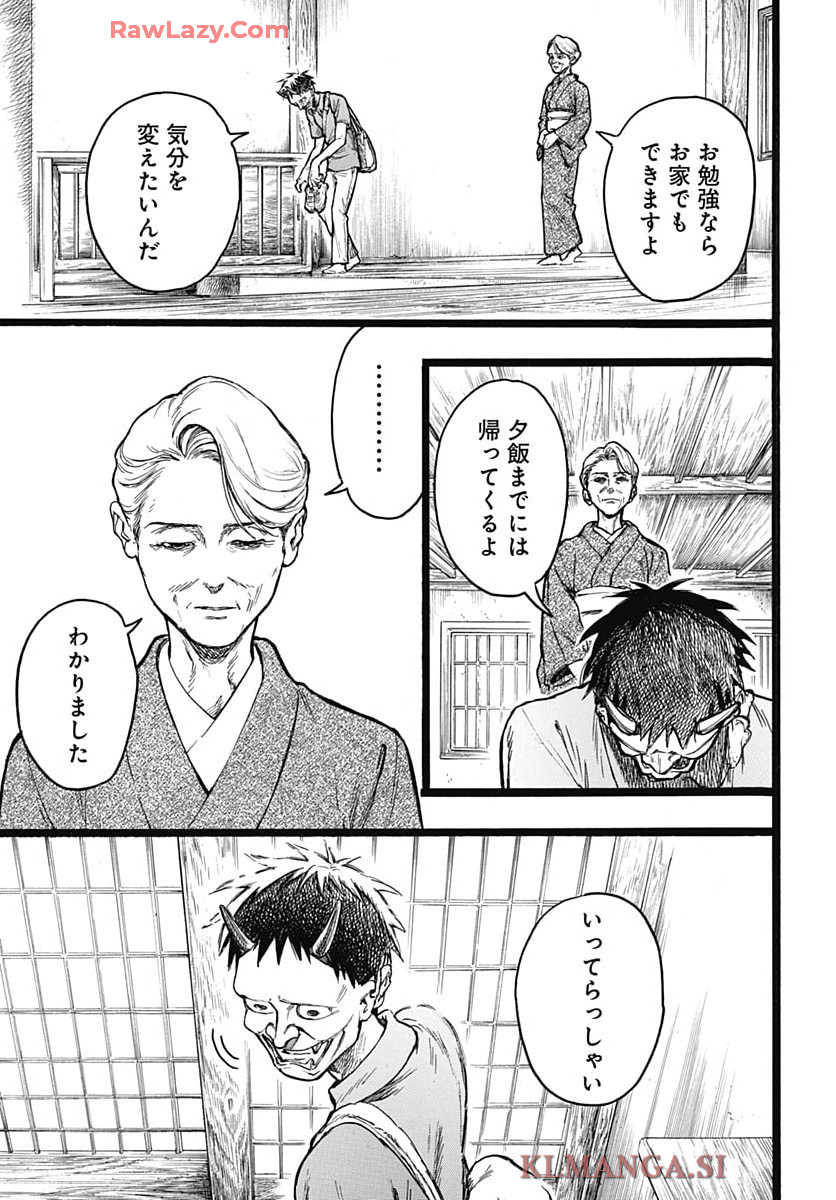 RawLazy.Com
お勉強なら
お家でも
できますよ
気分を
変えたいんだ
夕飯までには
帰ってくるよ
………
わかりました
いってらっしゃい
KLMANGA.SI